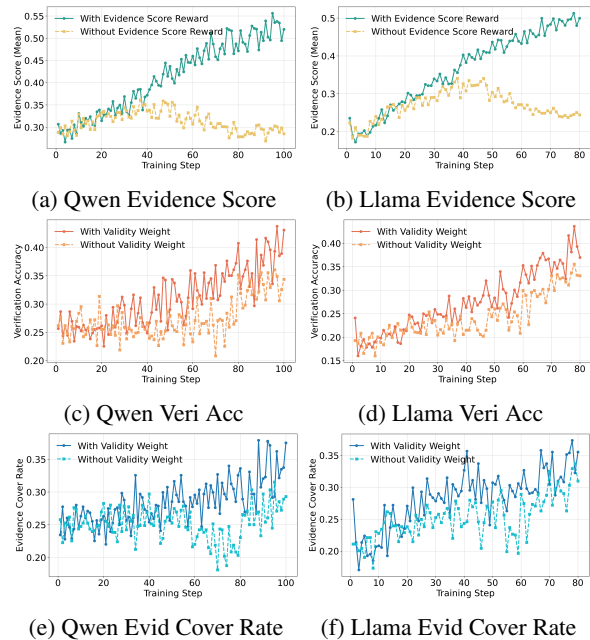 With Evidence Score Reward
Without Evidence Score Reward
Evidence Score (Mean)
0.55
0.50
0.45
0.40
0.35
0.30
0 20 40 60 80 100
Training Step
(a) Qwen Evidence Score
With Evidence Score Reward
Without Evidence Score Reward
Evidence Score (Mean)
0.5
0.4
0.3
0.2
0 10 20 30 40 50 60 70 80
Training Step
(b) Llama Evidence Score
With Validity Weight
Without Validity Weight
Verification Accuracy
0.40
0.35
0.30
0.25
0.20
0 20 40 60 80 100
Training Step
(c) Qwen Veri Acc
With Validity Weight
Without Validity Weight
Verification Accuracy
0.40
0.35
0.30
0.25
0.20
0.15
0 10 20 30 40 50 60 70 80
Training Step
(d) Llama Veri Acc
With Validity Weight
Without Validity Weight
Evidence Cover Rate
0.35
0.30
0.25
0.20
0 20 40 60 80 100
Training Step
(e) Qwen Evid Cover Rate
With Validity Weight
Without Validity Weight
Evidence Cover Rate
0.35
0.30
0.25
0.20
0 10 20 30 40 50 60 70 80
Training Step
(f) Llama Evid Cover Rate